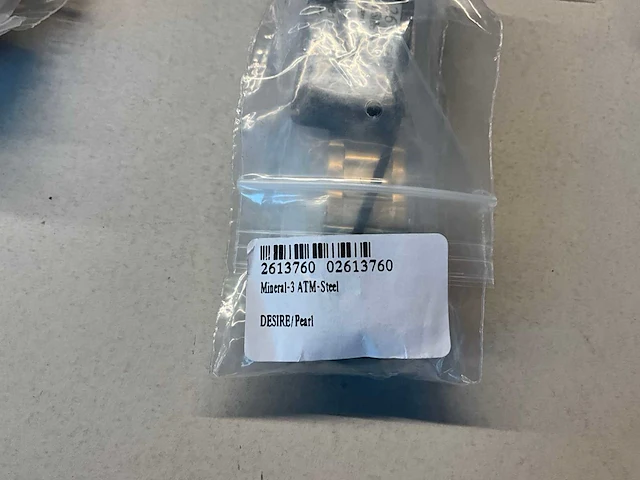 2613760 02613760
Mineral-3 ATM-Steel
DESIRE/Pearl